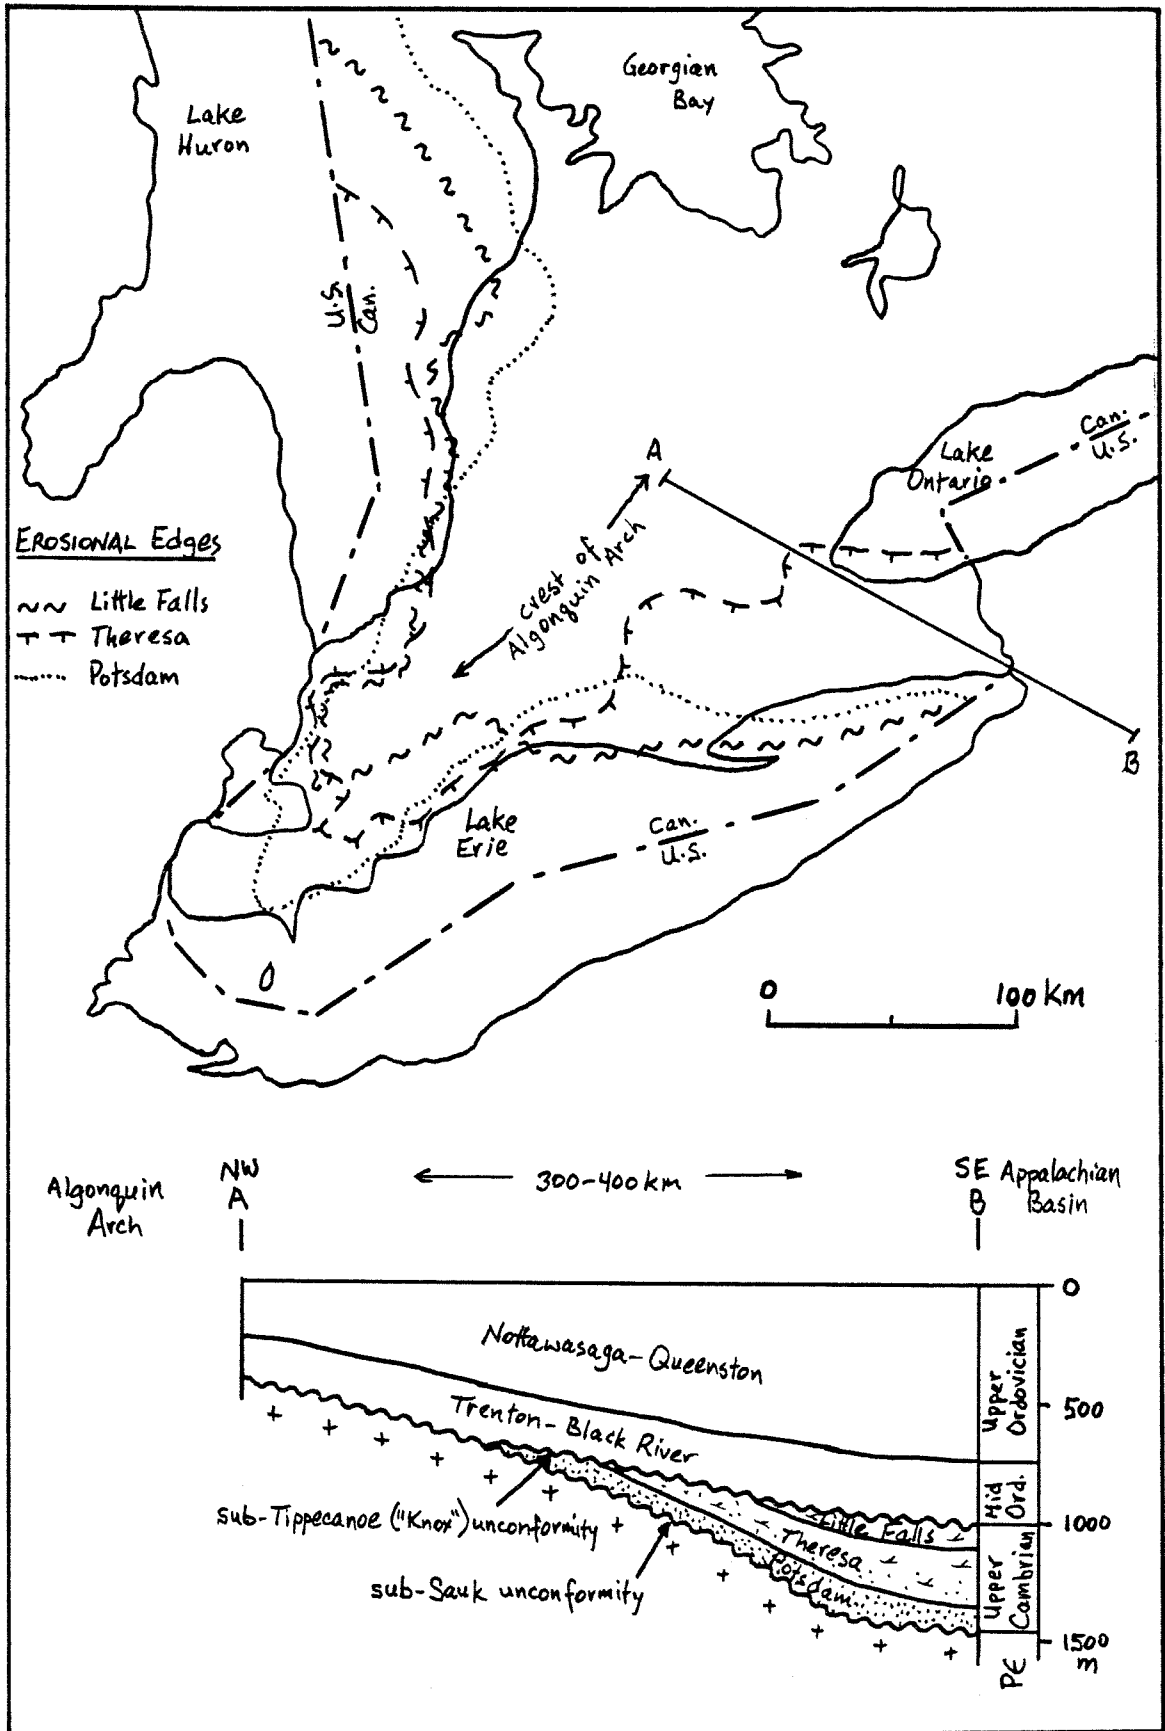 Georgian
Bay
Lake
Huron
U.S.
Can.
A
Can.
U.S.
Lake
Ontario
crest of
Algonquin Arch
EROSIONAL Edges
Little Falls
Theresa
Potsdam
B
Lake
Erie
Can.
U.S.
0 100 Km
Algonquin
Arch
NW
A
300-400 km
SE
B
Appalachian
Basin
0
Nottawasaga-Queenston
Upper
Ordovician
500
Trenton-Black River
Mid
Ord.
sub-Tippecanoe ("Knox") unconformity
Little Falls
1000
Theresa
Potsdam
Upper
Cambrian
sub-Sauk unconformity
1500
m
PЄ